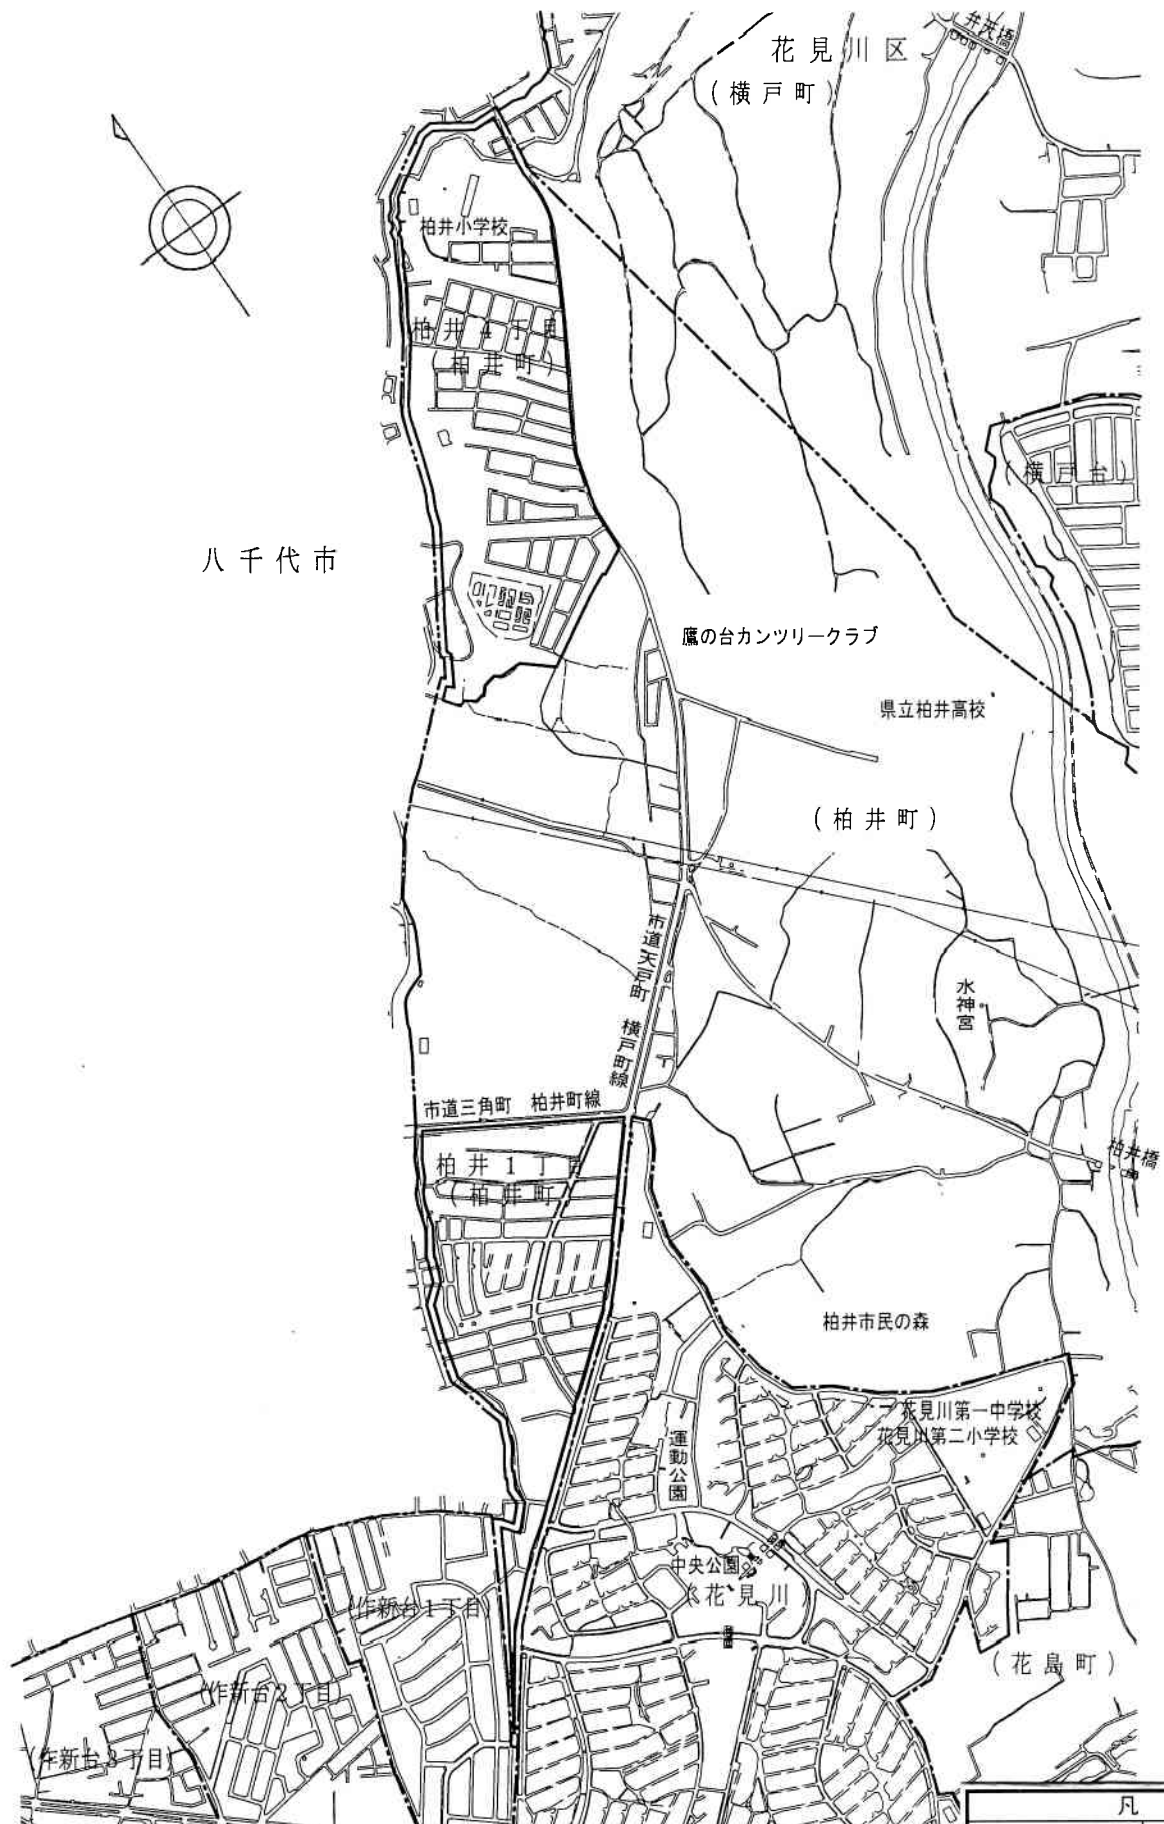 弁天橋
花見川区
(横戸町)
柏井小学校
柏井4丁目
(柏井町)
(横戸台)
八千代市
鷹の台カンツリークラブ
県立柏井高校
(柏井町)
市道天戸町 横戸町線
水神宮
市道三角町 柏井町線
柏井橋
柏井1丁目
(柏井町)
柏井市民の森
花見川第一中学校
花見川第二小学校
運動公園
中央公園
(花見川)
(作新台1丁目)
(花島町)
(作新台2丁目)
(作新台3丁目)
凡